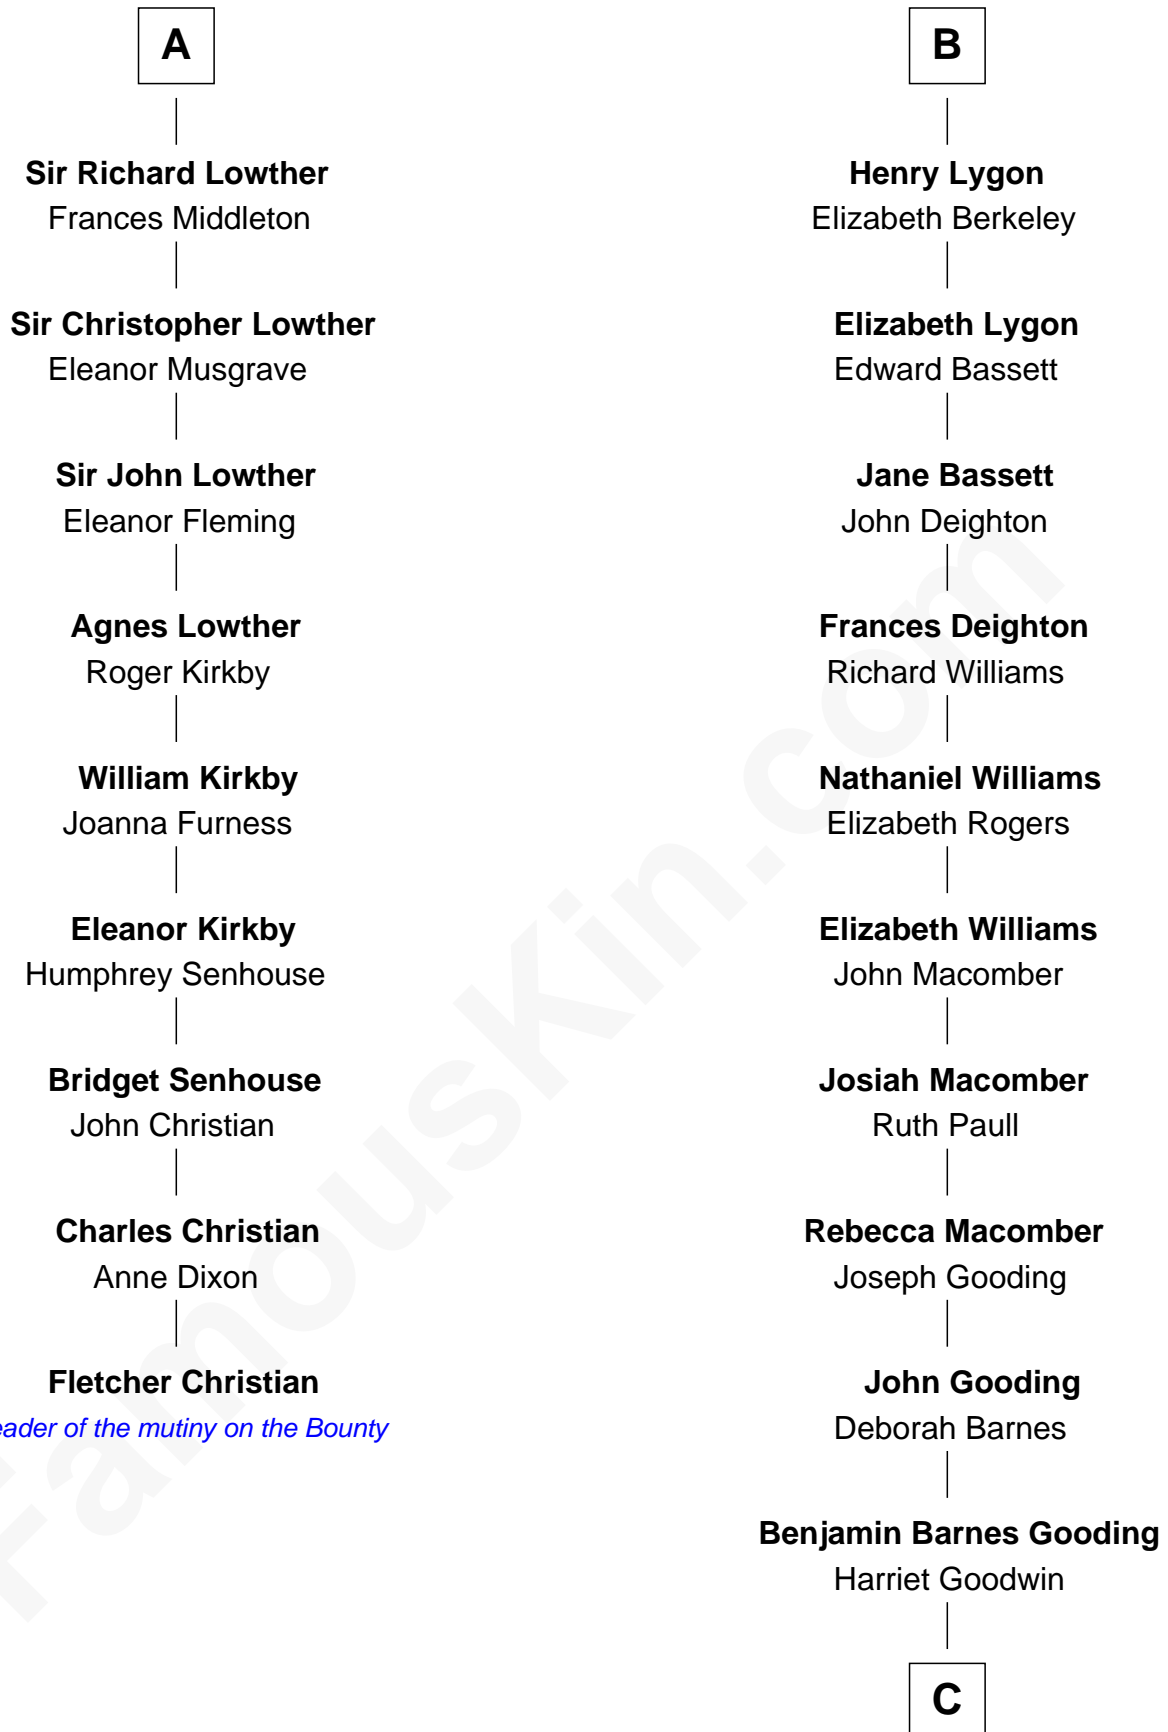 A
Sir Richard Lowther
Frances Middleton
Sir Christopher Lowther
Eleanor Musgrave
Sir John Lowther
Eleanor Fleming
Agnes Lowther
Roger Kirkby
William Kirkby
Joanna Furness
Eleanor Kirkby
Humphrey Senhouse
Bridget Senhouse
John Christian
Charles Christian
Anne Dixon
Fletcher Christian
eader of the mutiny on the Bounty
B
Henry Lygon
Elizabeth Berkeley
Elizabeth Lygon
Edward Bassett
Jane Bassett
John Deighton
Frances Deighton
Richard Williams
Nathaniel Williams
Elizabeth Rogers
Elizabeth Williams
John Macomber
Josiah Macomber
Ruth Paull
Rebecca Macomber
Joseph Gooding
John Gooding
Deborah Barnes
Benjamin Barnes Gooding
Harriet Goodwin
C
FamousKin.com